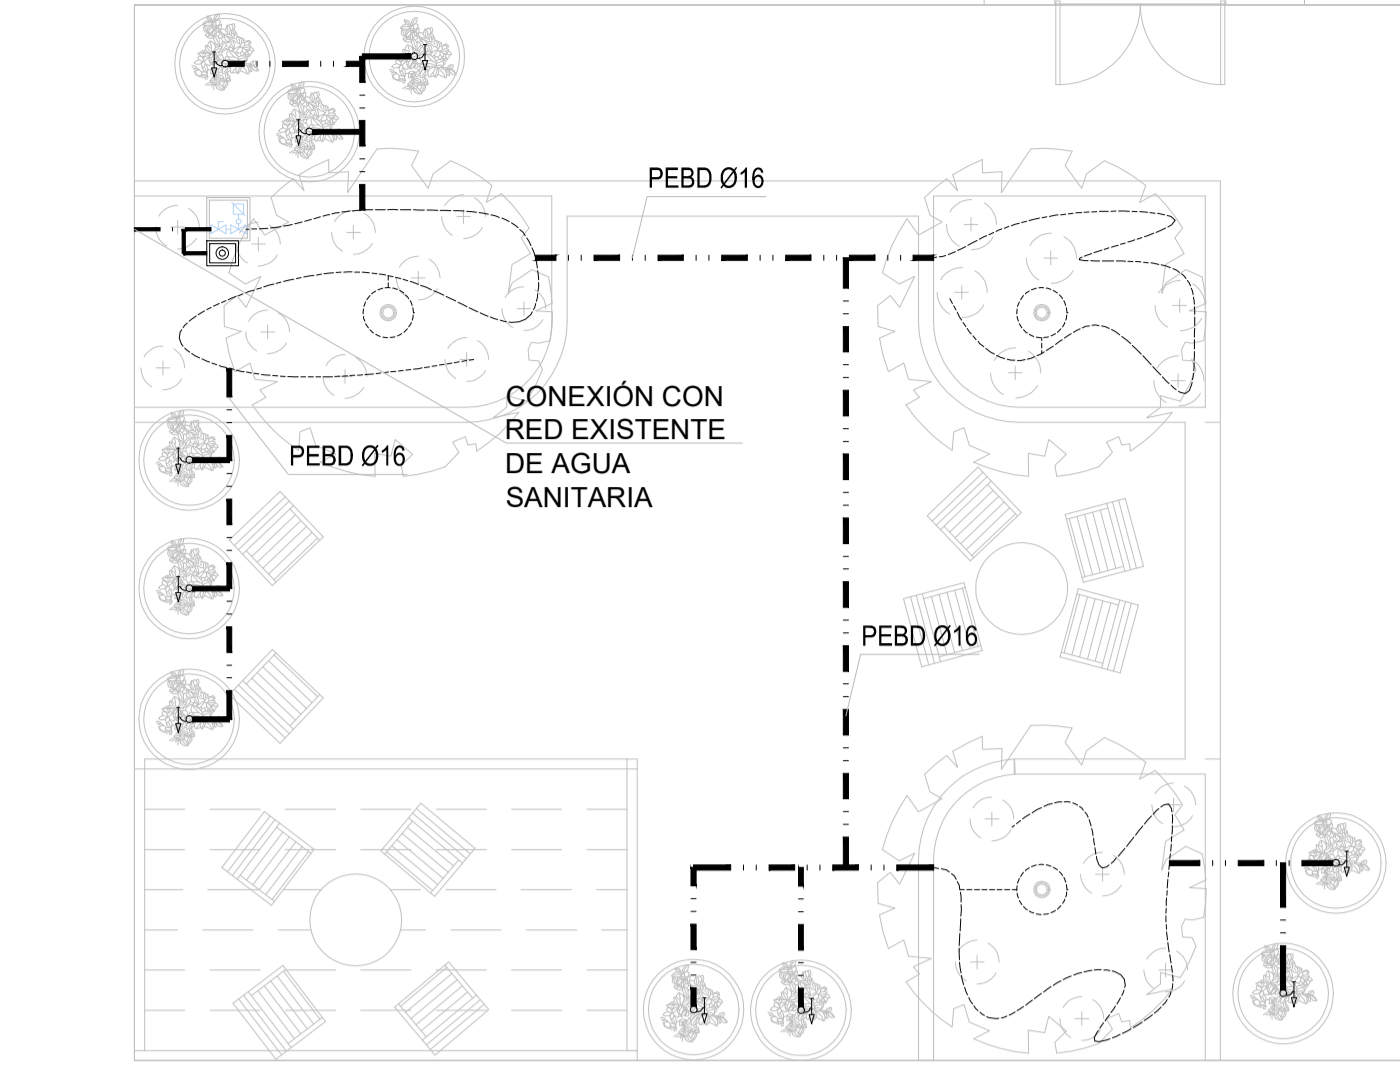 PEBD Ø16
CONEXIÓN CON
RED EXISTENTE
DE AGUA
SANITARIA
PEBD Ø16
PEBD Ø16